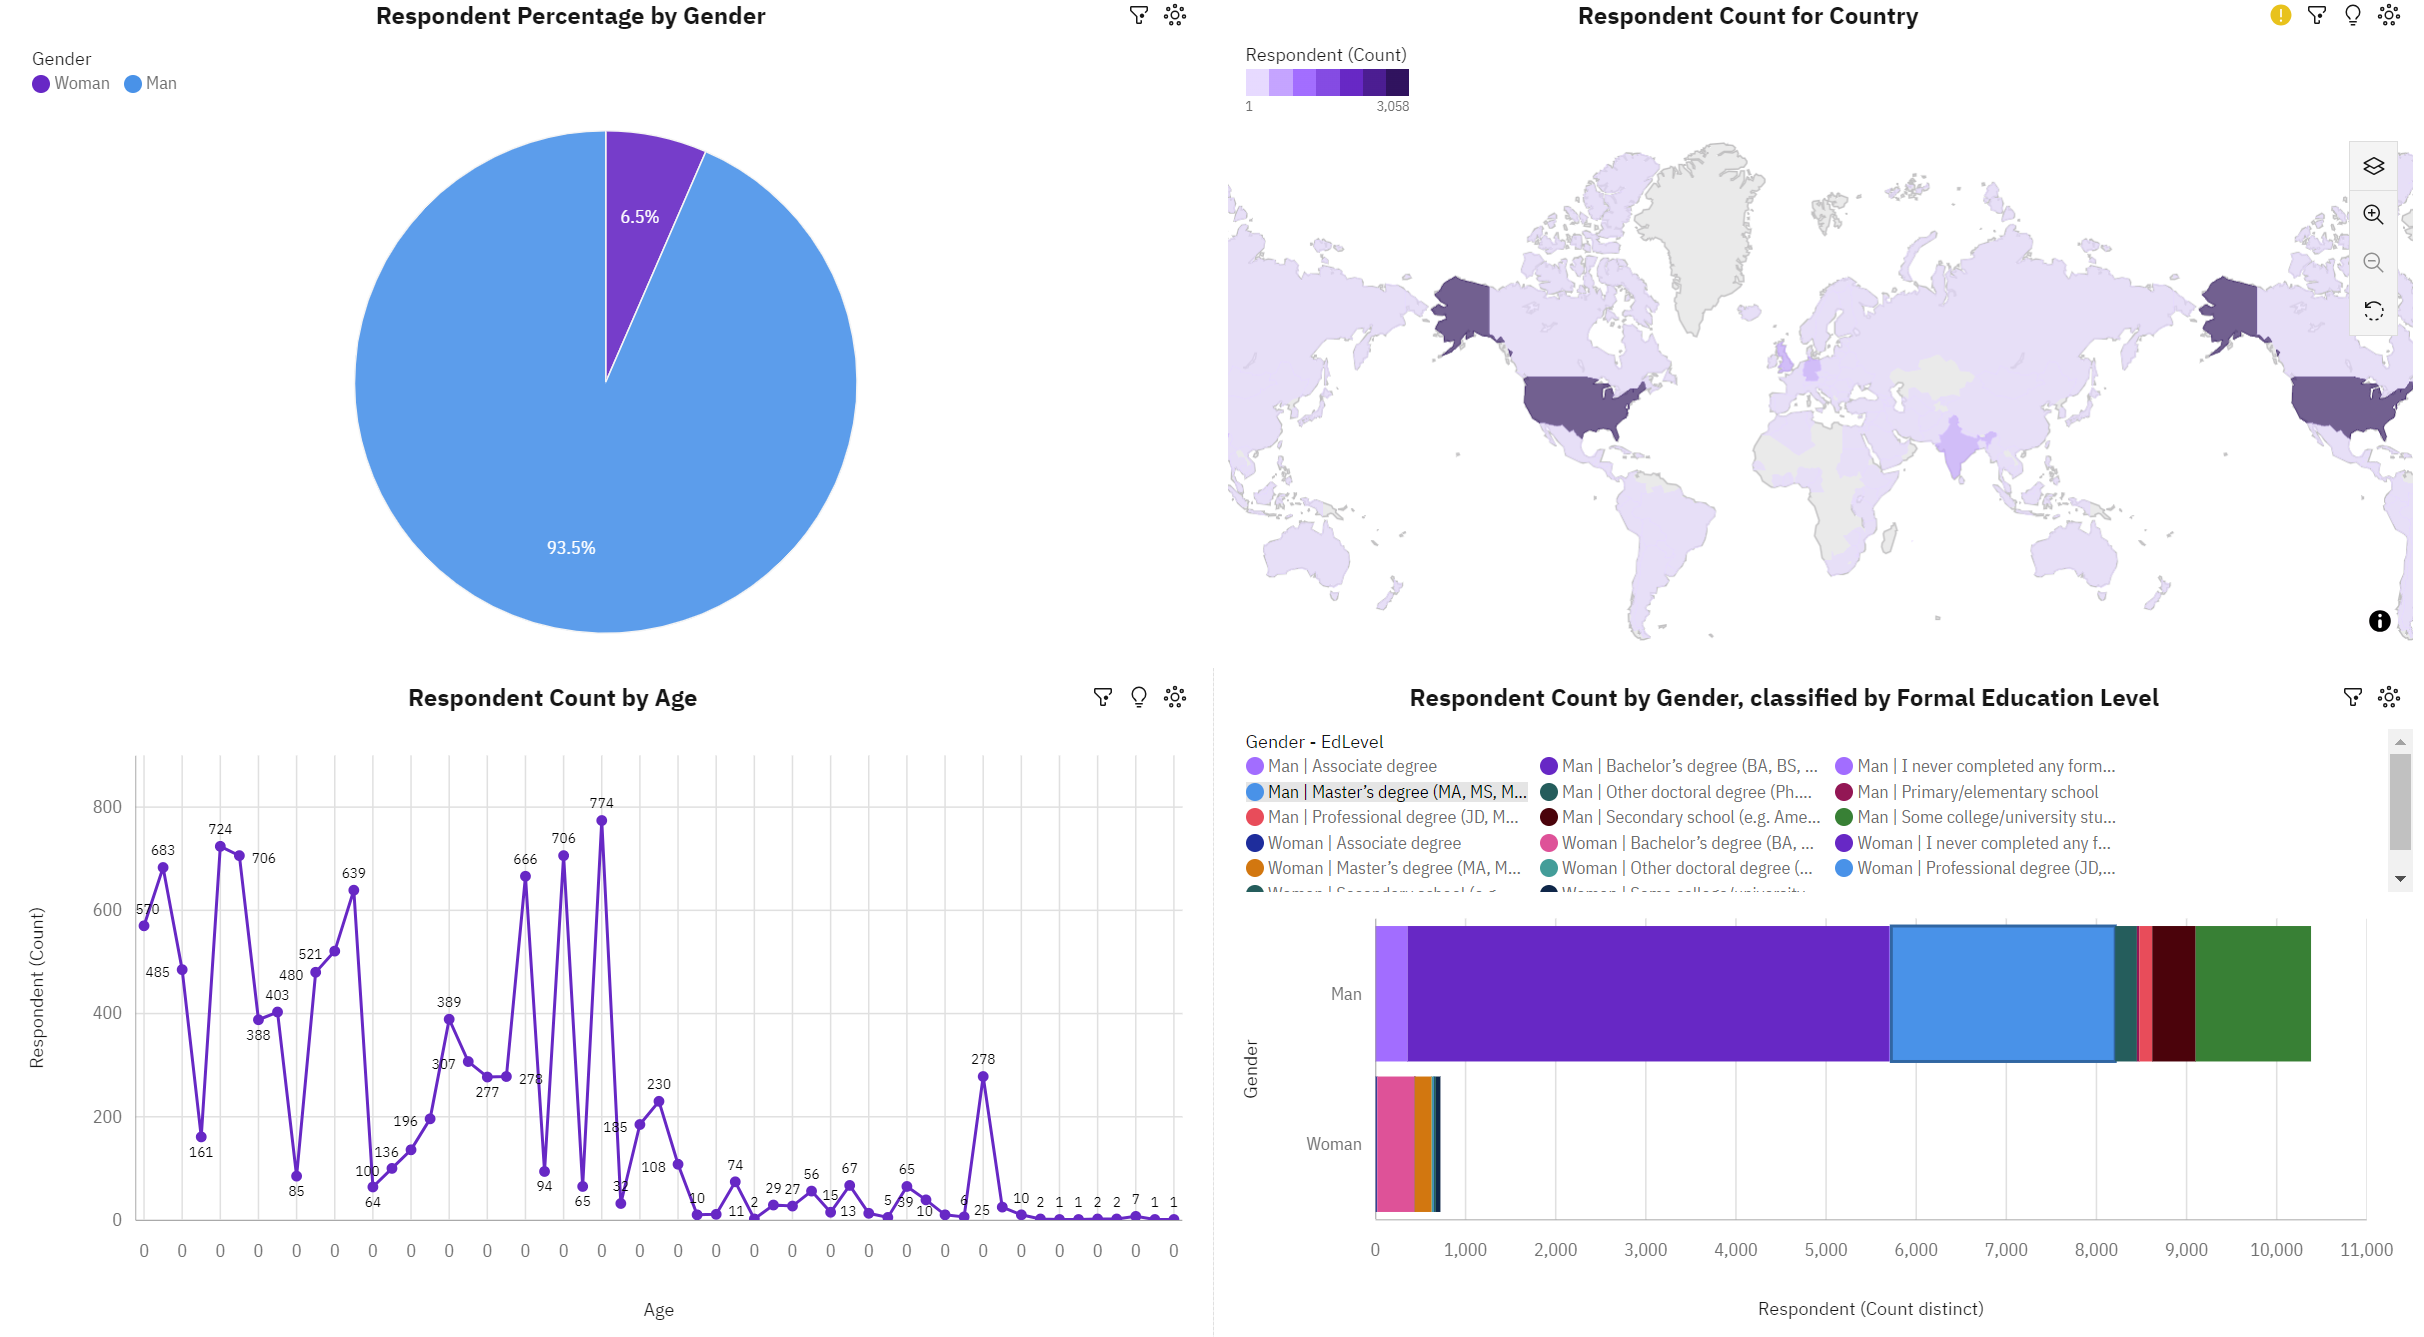 Respondent Percentage by Gender
Gender
Woman Man
6.5%
93.5%
Respondent Count for Country
Respondent (Count)
1 3,058
Respondent Count by Age
Respondent (Count)
800
600
400
200
0
570
683
485
161
724
706
388
403
85
480
521
639
64
100
136
196
307
389
277
278
666
94
706
65
774
32
185
230
108
10
11
74
2
29
27
56
15
67
13
5
65
39
10
6
278
25
10
2
1
1
2
2
7
1
1
0 0 0 0 0 0 0 0 0 0 0 0 0 0 0 0 0 0 0 0 0 0 0 0 0 0 0 0
Age
Respondent Count by Gender, classified by Formal Education Level
Gender - EdLevel
Man | Associate degree Man | Bachelor’s degree (BA, BS, ... Man | I never completed any form...
Man | Master’s degree (MA, MS, M... Man | Other doctoral degree (Ph.... Man | Primary/elementary school
Man | Professional degree (JD, M... Man | Secondary school (e.g. Ame... Man | Some college/university stu...
Woman | Associate degree Woman | Bachelor’s degree (BA, ... Woman | I never completed any f...
Woman | Master’s degree (MA, M... Woman | Other doctoral degree (... Woman | Professional degree (JD,...
Woman | Secondary school (e.g. Woman | Some college/university
Gender
Man
Woman
0 1,000 2,000 3,000 4,000 5,000 6,000 7,000 8,000 9,000 10,000 11,000
Respondent (Count distinct)